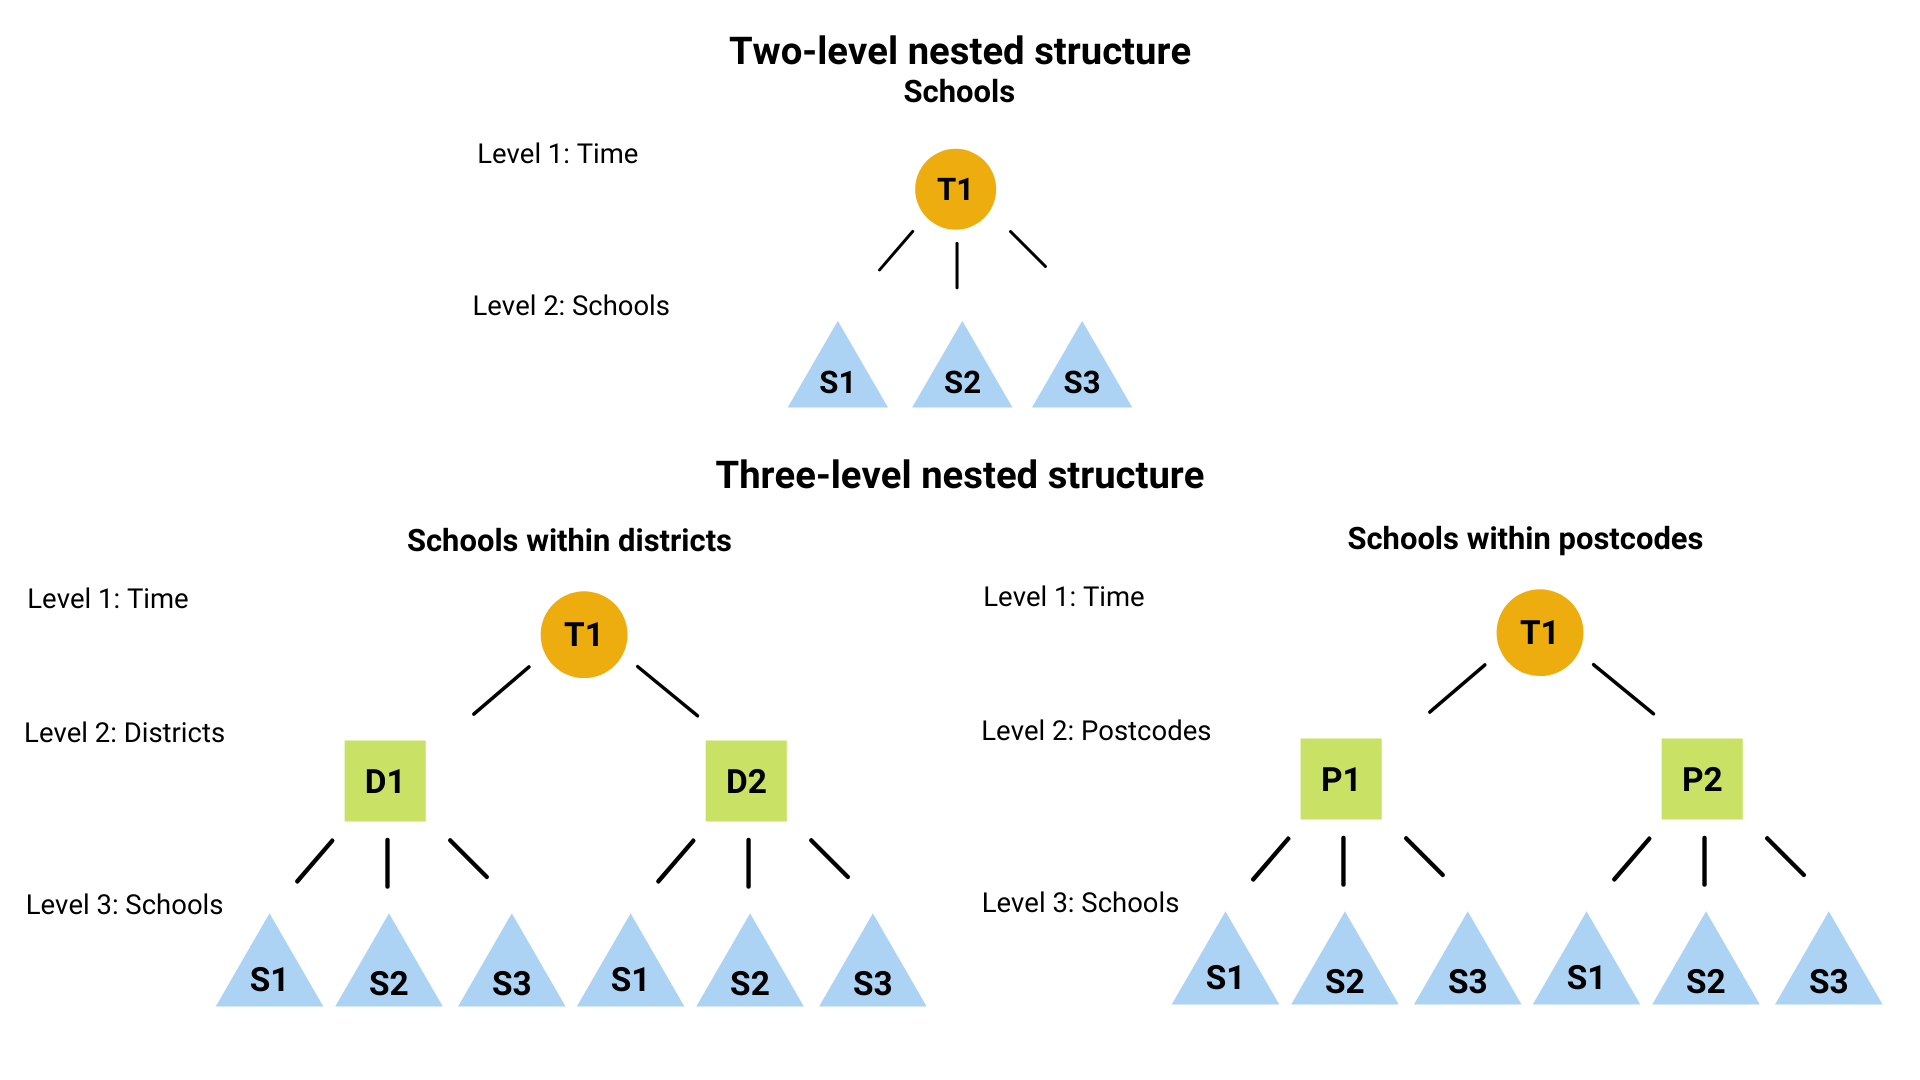 Two-level nested structure
Schools
Level 1: Time
T1
Level 2: Schools
S1 S2 S3
Three-level nested structure
Schools within districts
Level 1: Time
T1
Level 2: Districts
D1 D2
Level 3: Schools
S1 S2 S3 S1 S2 S3
Schools within postcodes
Level 1: Time
T1
Level 2: Postcodes
P1 P2
Level 3: Schools
S1 S2 S3 S1 S2 S3